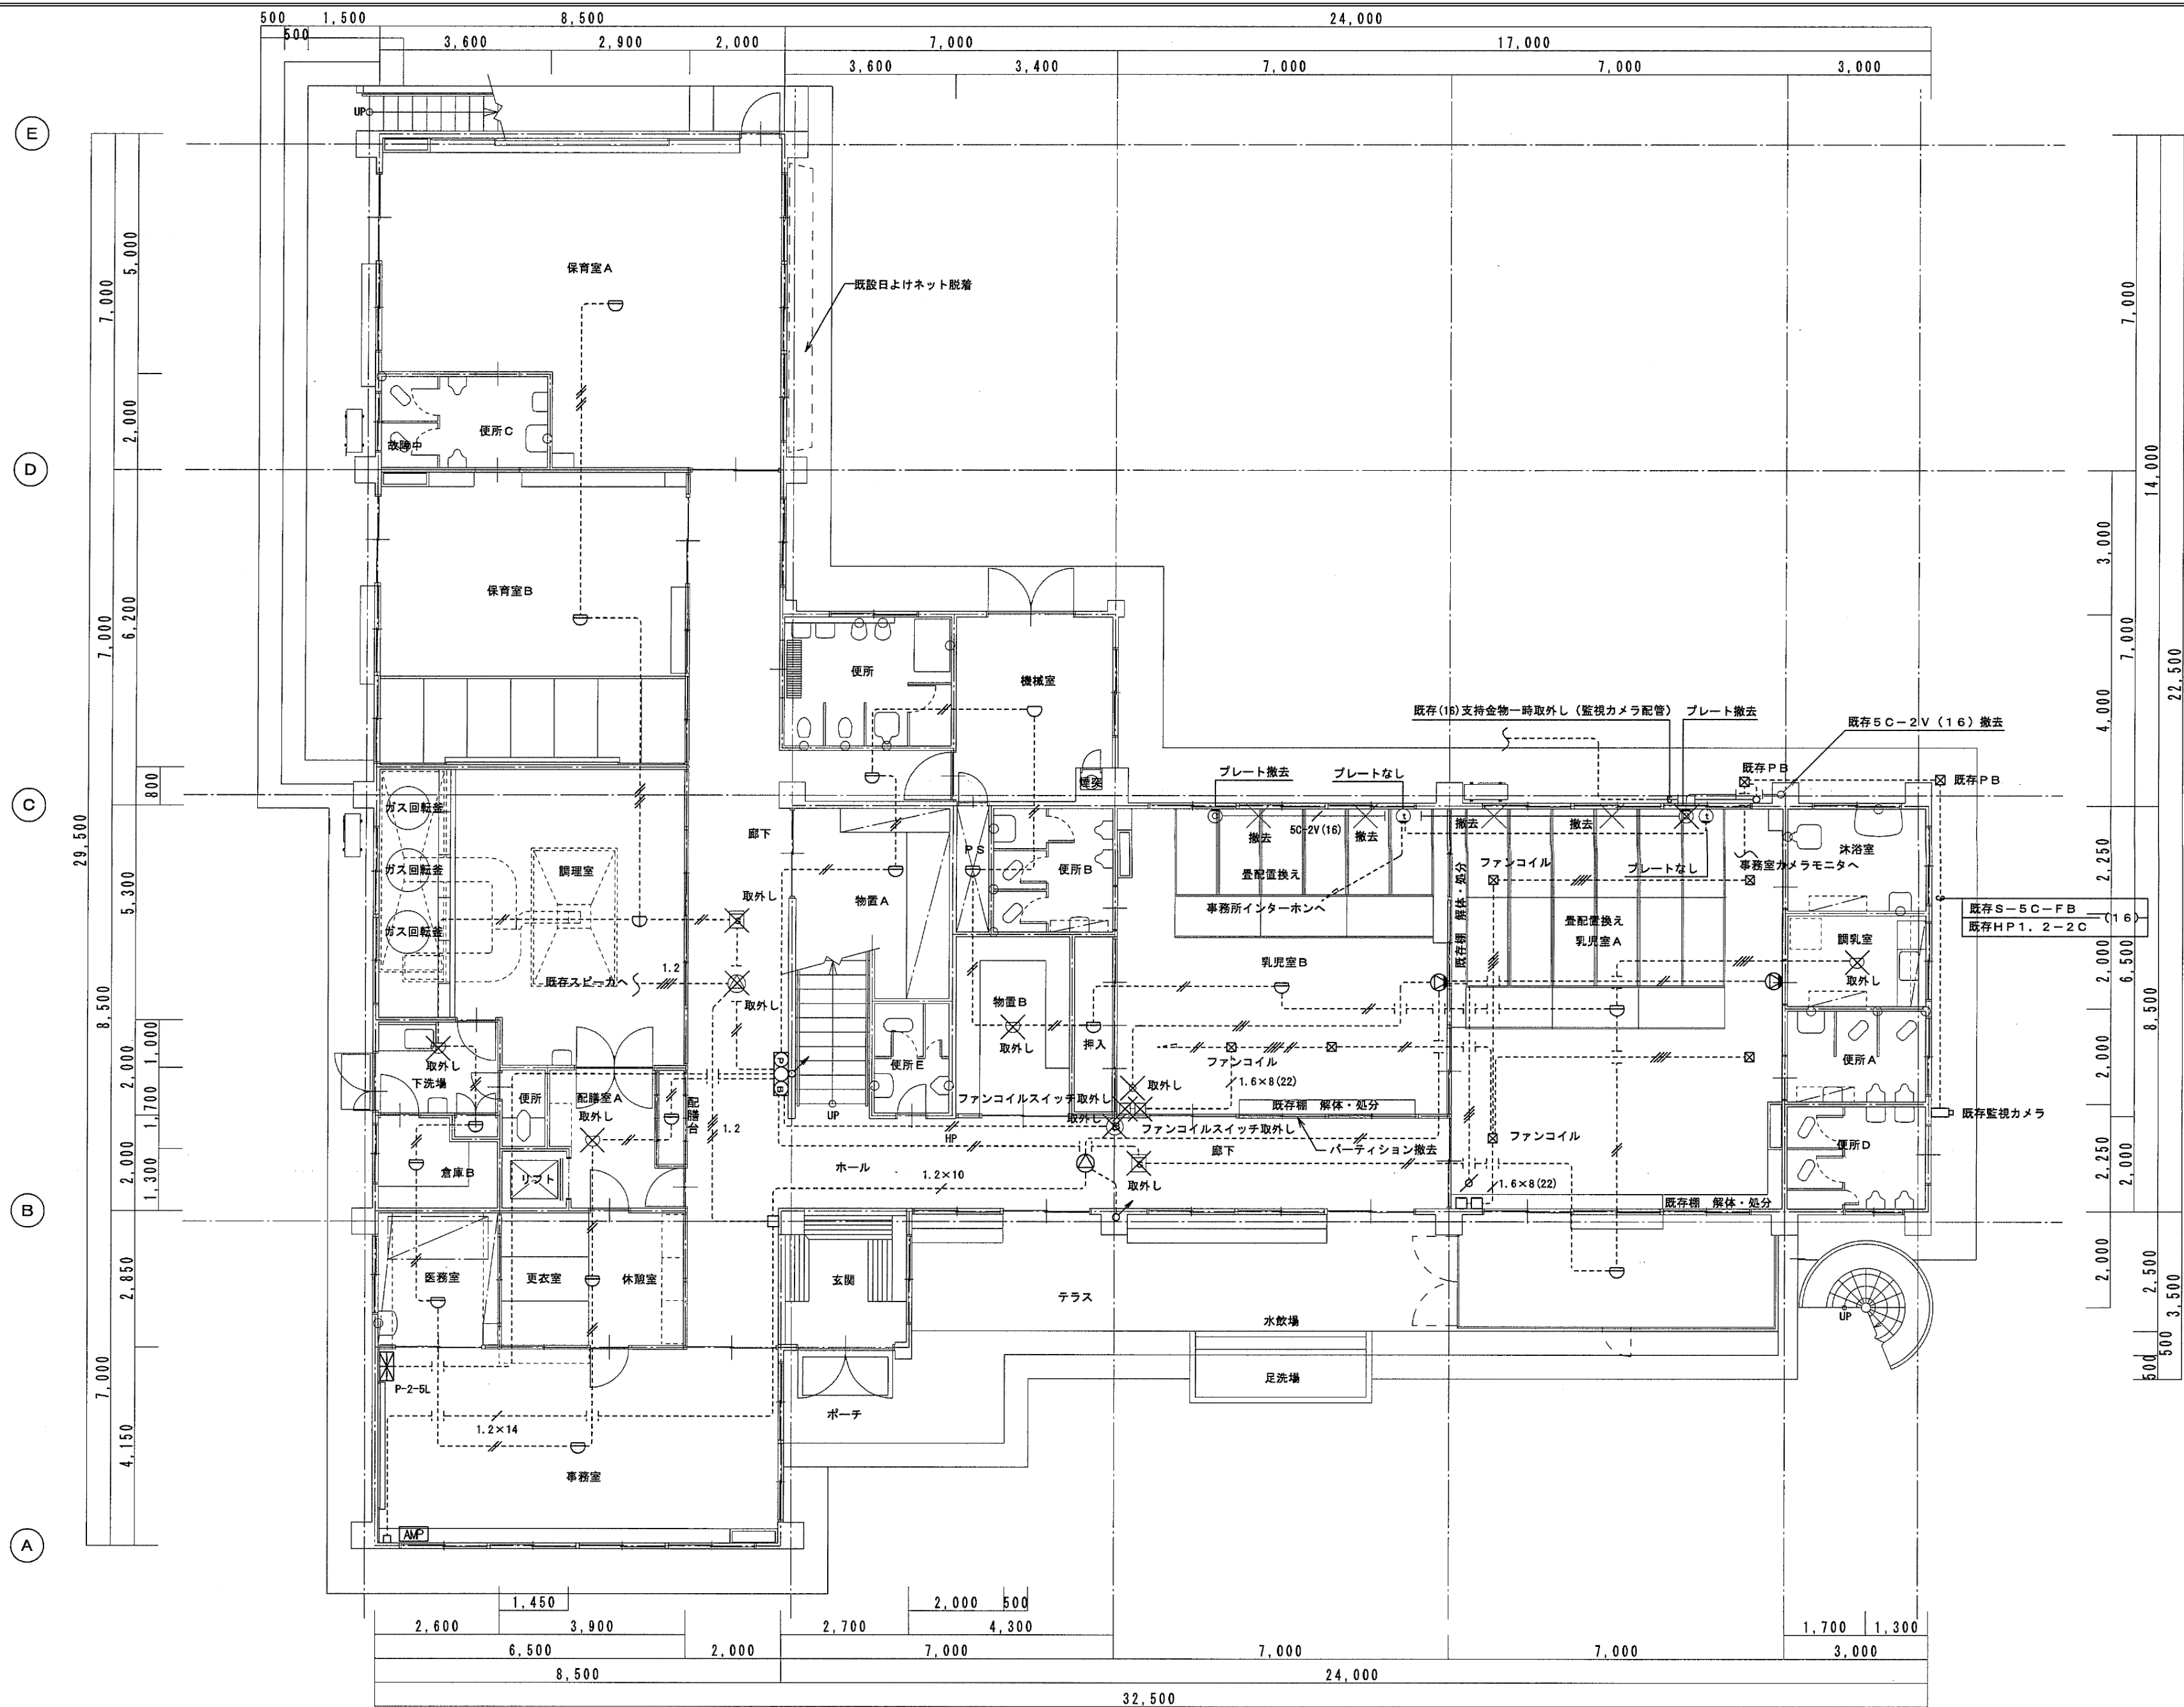 500
1,500
8,500
24,000
500
3,600
2,900
2,000
7,000
17,000
3,600
3,400
7,000
7,000
3,000
UP
E
5,000
7,000
保育室A
既設日よけネット脱着
7,000
14,000
2,000
便所C
故障中
D
3,000
7,000
6,200
保育室B
便所
機械室
7,000
22,500
4,000
既存(16)支持金物一時取外し(監視カメラ配管)
プレート撤去
既存5C-2V(16)撤去
プレート撤去
プレートなし
既存PB
既存PB
煙突
800
C
29,500
ガス回転釜
廊下
撤去
5C-2V(16)
撤去
撤去
撤去
沐浴室
PS
ガス回転釜
調理室
便所B
畳配置換え
ファンコイル
プレートなし
事務室カメラモニタへ
2,250
5,300
取外し
物置A
事務所インターホンへ
既存棚 解体・処分
畳配置換え
乳児室A
既存S-5C-FB
既存HP1.2-2C
(16)
ガス回転釜
調乳室
2,000
6,500
8,500
既存スピーカへ
1.2
乳児室B
取外し
取外し
物置B
取外し
押入
8,500
1,000
2,000
取外し
下洗場
便所E
ファンコイル
便所A
2,000
1.6×8(22)
取外し
便所
配膳室A
取外し
配膳台
UP
ファンコイルスイッチ取外し
既存棚 解体・処分
既存監視カメラ
1,700
1.2
取外し
ファンコイルスイッチ取外し
ファンコイル
HP
パーティション撤去
便所D
2,000
1,300
倉庫B
リフト
ホール
廊下
2,250
2,000
1.2×10
取外し
1.6×8(22)
既存棚 解体・処分
B
医務室
更衣室
休憩室
玄関
テラス
水飲場
UP
2,850
2,000
2,500
3,500
500
500
7,000
P-2-5L
足洗場
ポーチ
1.2×14
4,150
事務室
AMP
A
1,450
2,000
500
2,600
3,900
2,700
4,300
1,700
1,300
6,500
2,000
7,000
7,000
7,000
3,000
8,500
24,000
32,500